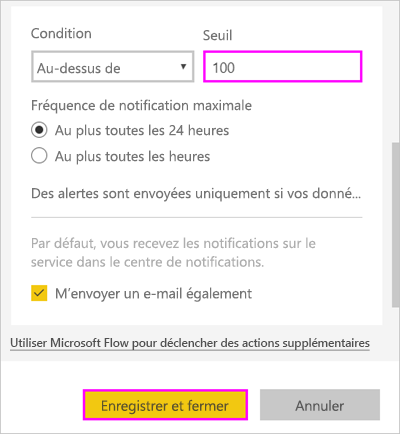 Condition
Seuil
Au-dessus de
100
Fréquence de notification maximale
Au plus toutes les 24 heures
Au plus toutes les heures
Des alertes sont envoyées uniquement si vos donné...
Par défaut, vous recevez les notifications sur le
service dans le centre de notifications.
M'envoyer un e-mail également
Utiliser Microsoft Flow pour déclencher des actions supplémentaires
Enregistrer et fermer
Annuler